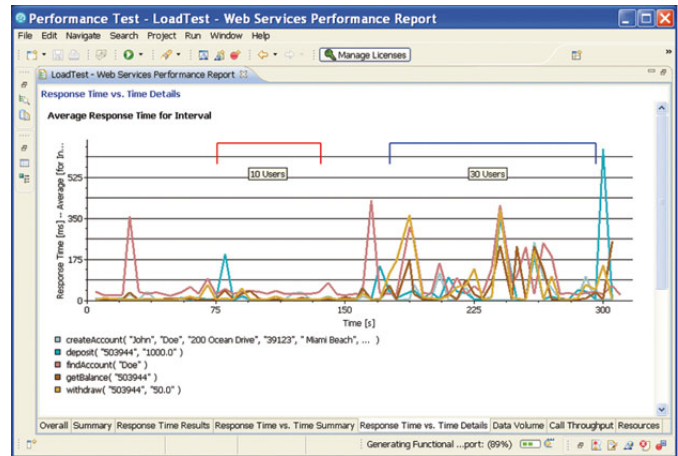 Performance Test - LoadTest - Web Services Performance Report
File Edit Navigate Search Project Run Window Help
Manage Licenses
LoadTest - Web Services Performance Report
Response Time vs. Time Details
Average Response Time for Interval
Response Time [ms] -- Average [for In...
10 Users
30 Users
525
350
175
0
0 75 150 225 300
Time [s]
createAccount( "John", "Doe", "200 Ocean Drive", "39123", " Miami Beach", ... )
deposit( "503944", "1000.0" )
findAccount( "Doe" )
getBalance( "503944" )
withdraw( "503944", "50.0" )
Overall Summary Response Time Results Response Time vs. Time Summary Response Time vs. Time Details Data Volume Call Throughput Resources
Generating Functional ...port: (89%)